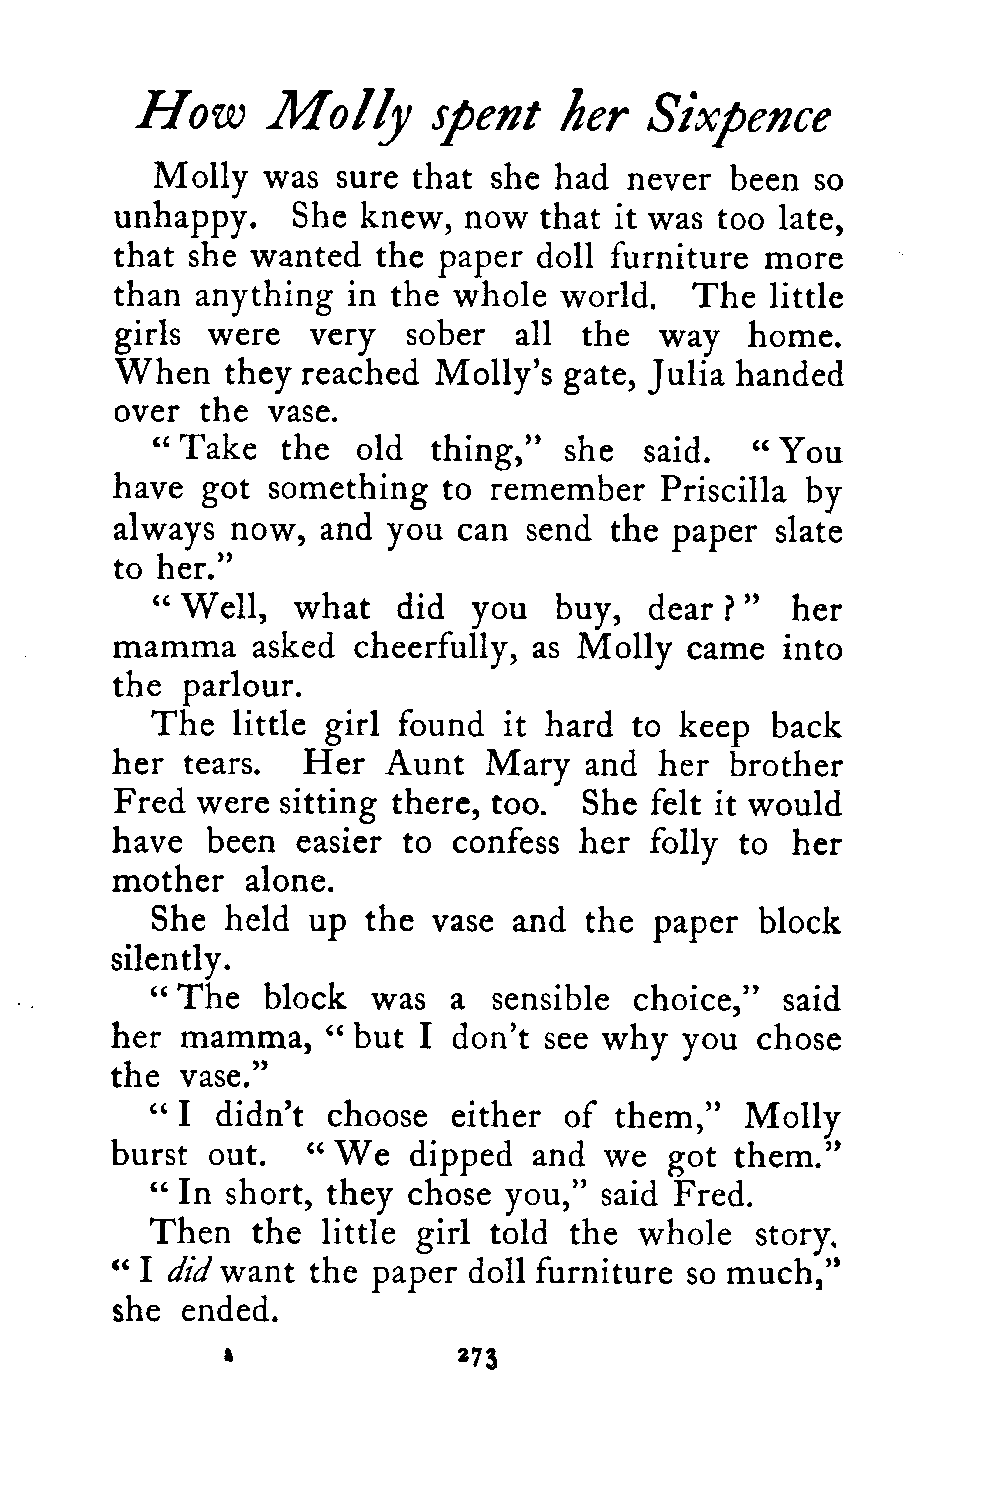 How Molly spent her Sixpence
Molly was sure that she had never been so
unhappy. She knew, now that it was too late,
that she wanted the paper doll furniture more
than anything in the whole world. The little
girls were very sober all the way home.
When they reached Molly's gate, Julia handed
over the vase.
"Take the old thing," she said. "You
have got something to remember Priscilla by
always now, and you can send the paper slate
to her."
"Well, what did you buy, dear?" her
mamma asked cheerfully, as Molly came into
the parlour.
The little girl found it hard to keep back
her tears. Her Aunt Mary and her brother
Fred were sitting there, too. She felt it would
have been easier to confess her folly to her
mother alone.
She held up the vase and the paper block
silently.
"The block was a sensible choice," said
her mamma, "but I don't see why you chose
the vase."
"I didn't choose either of them," Molly
burst out. "We dipped and we got them."
"In short, they chose you," said Fred.
Then the little girl told the whole story.
"I did want the paper doll furniture so much,"
she ended.
273